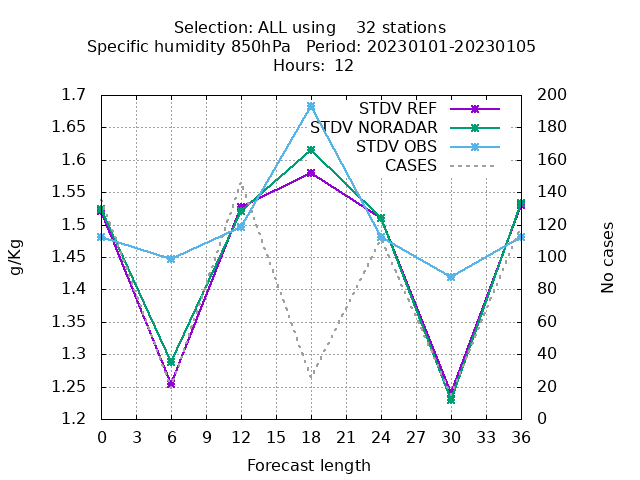 Selection: ALL using    32 stations
Specific humidity 850hPa   Period: 20230101-20230105
Hours: 12
1.7
1.65
1.6
1.55
1.5
1.45
1.4
1.35
1.3
1.25
1.2
200
180
160
140
120
100
80
60
40
20
0
STDV REF
STDV NORADAR
STDV OBS
CASES
g/Kg
No cases
0 3 6 9 12 15 18 21 24 27 30 33 36
Forecast length